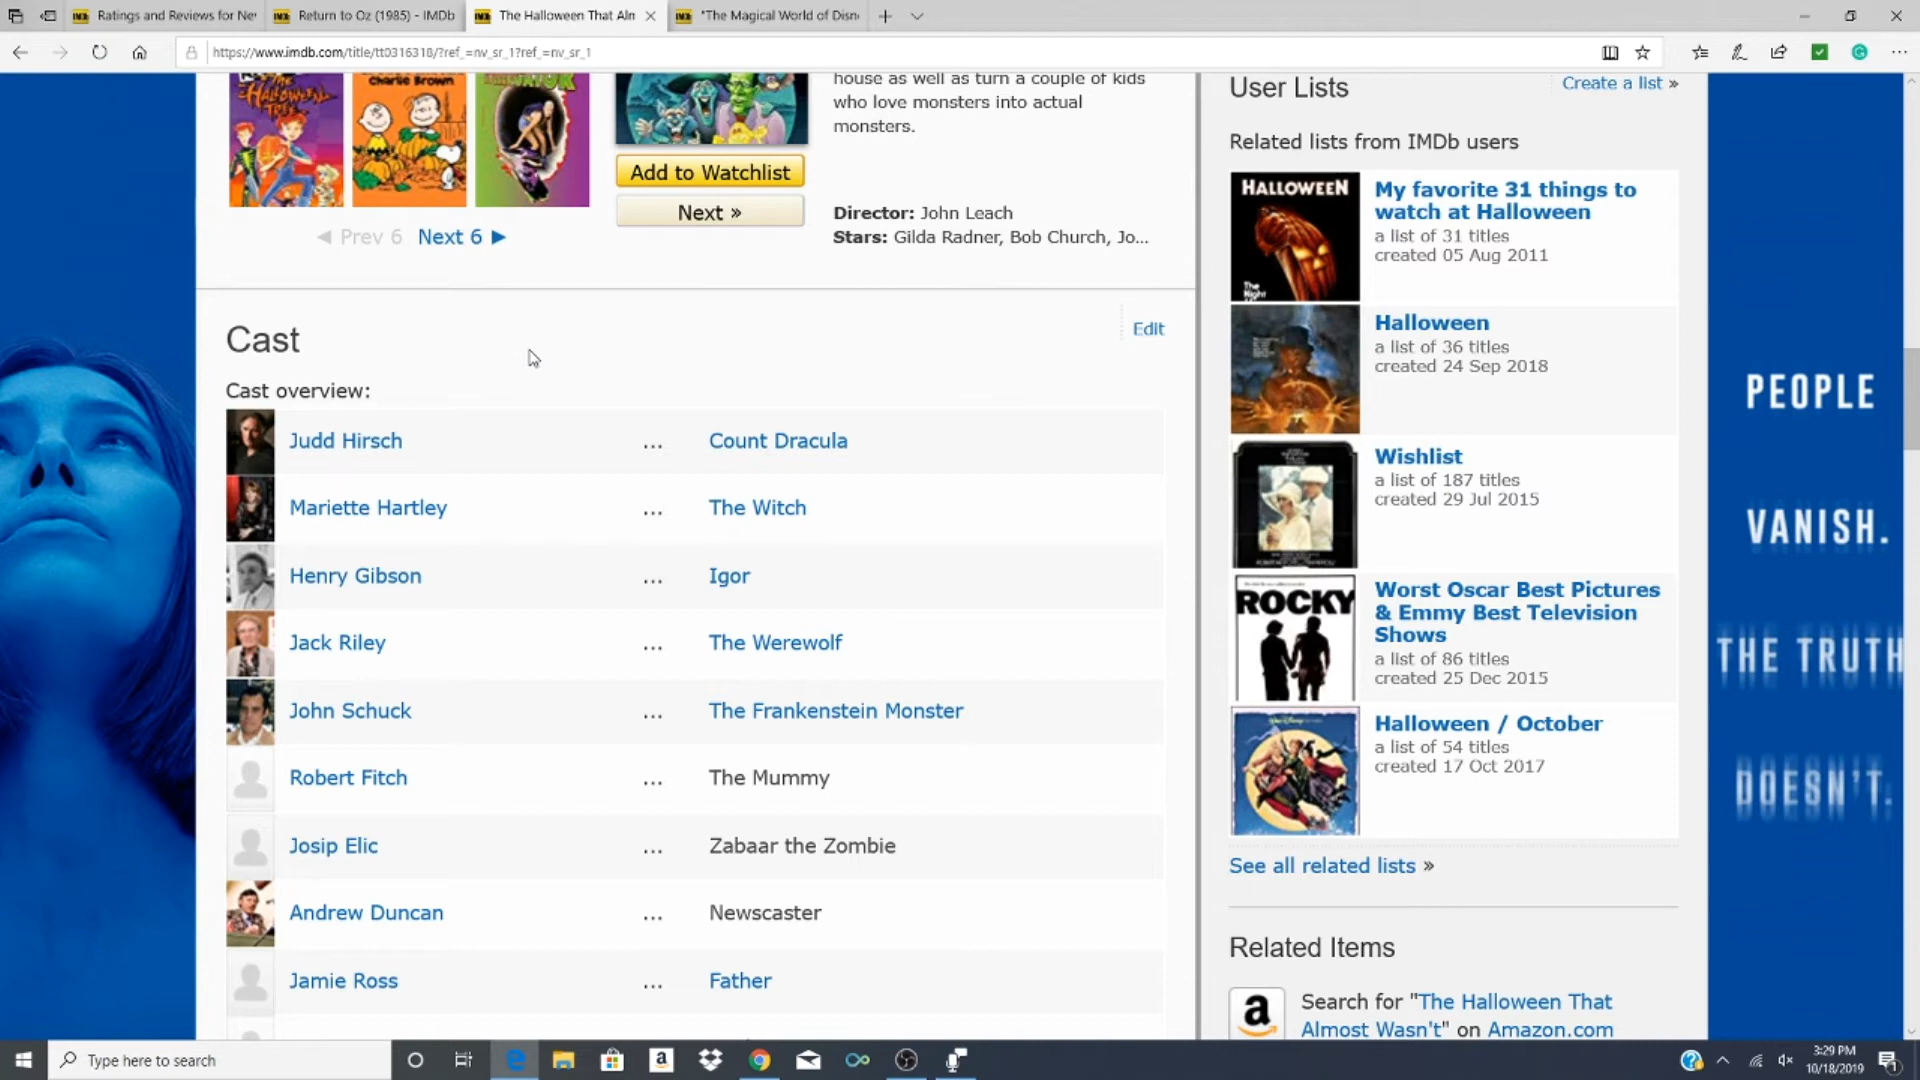 Ratings and Reviews for Ne
Return to Oz (1985) - IMDb
The Halloween That Aln
"The Magical World of Disn
https://www.imdb.com/title/tt0316318/?ref_=nv_sr_1?ref_=nv_sr_1
house as well as turn a couple of kids
who love monsters into actual
monsters.
Charlie Brown
Add to Watchlist
Next »
◀ Prev 6 Next 6 ▶
Director: John Leach
Stars: Gilda Radner, Bob Church, Jo...
Cast
Edit
Cast overview:
Judd Hirsch ... Count Dracula
Mariette Hartley ... The Witch
Henry Gibson ... Igor
Jack Riley ... The Werewolf
John Schuck ... The Frankenstein Monster
Robert Fitch ... The Mummy
Josip Elic ... Zabaar the Zombie
Andrew Duncan ... Newscaster
Jamie Ross ... Father
User Lists
Create a list »
Related lists from IMDb users
HALLOWEEN
The Night
My favorite 31 things to
watch at Halloween
a list of 31 titles
created 05 Aug 2011
Halloween
a list of 36 titles
created 24 Sep 2018
Wishlist
a list of 187 titles
created 29 Jul 2015
ROCKY
Worst Oscar Best Pictures
& Emmy Best Television
Shows
a list of 86 titles
created 25 Dec 2015
Halloween / October
a list of 54 titles
created 17 Oct 2017
See all related lists »
Related Items
Search for "The Halloween That
Almost Wasn't" on Amazon.com
PEOPLE
VANISH.
THE TRUTH
DOESN'T.
Type here to search
3:29 PM
10/18/2019